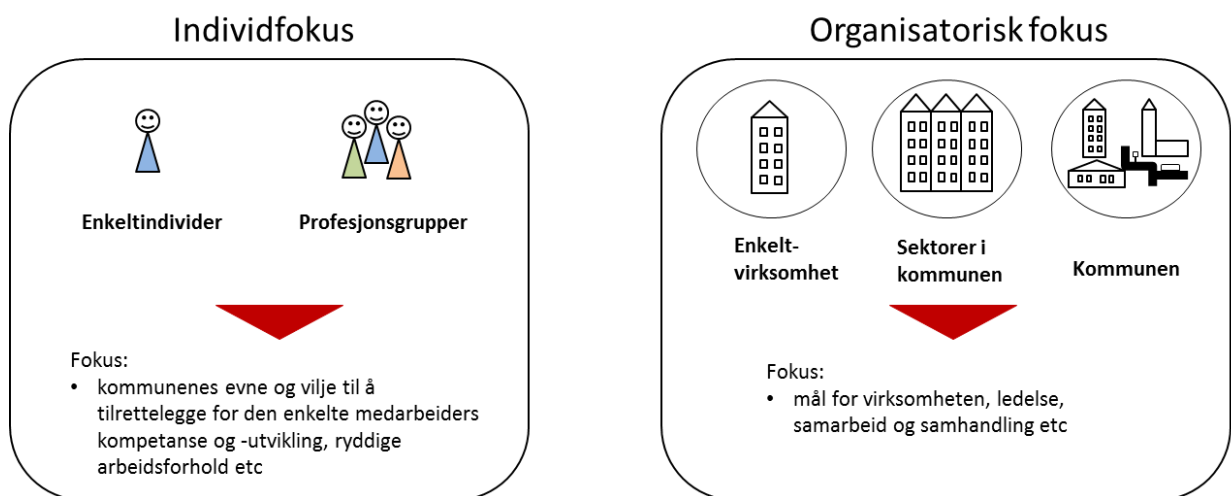 Individfokus
Enkeltindivider
Profesjonsgrupper
Fokus:
• kommunenes evne og vilje til å
tilrettelegge for den enkelte medarbeiders
kompetanse og -utvikling, ryddige
arbeidsforhold etc
Organisatorisk fokus
Enkelt-
virksomhet
Sektorer i
kommunen
Kommunen
Fokus:
• mål for virksomheten, ledelse,
samarbeid og samhandling etc